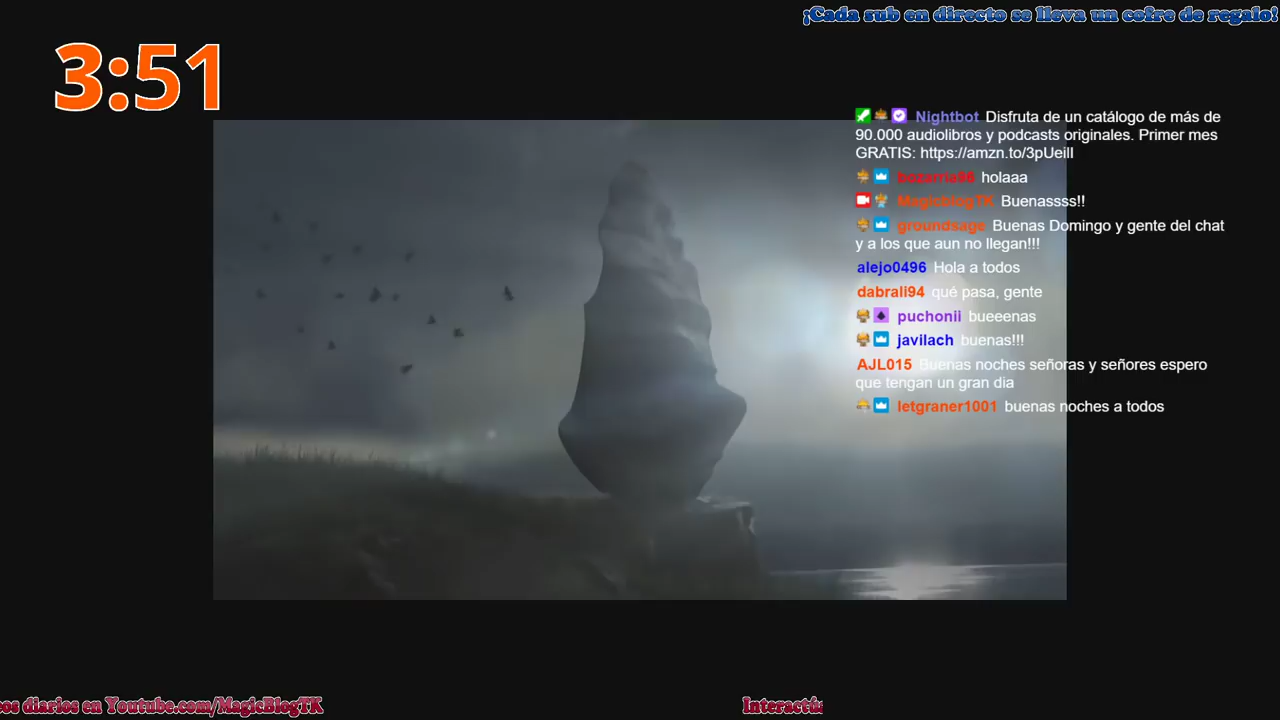 ¡Cada sub en directo se lleva un cofre de regalo!
3:51
Nightbot Disfruta de un catálogo de más de
90.000 audiolibros y podcasts originales. Primer mes
GRATIS: https://amzn.to/3pUeiIl
holaaa
MagicblogTK Buenassss!!
groundsage Buenas Domingo y gente del chat
y a los que aun no llegan!!!
alejo0496 Hola a todos
dabrali94 qué pasa, gente
puchonii bueeenas
javilach buenas!!!
AJL015 Buenas noches señoras y señores espero
que tengan un gran dia
letgraner1001 buenas noches a todos
os diarios en Youtube.com/MagicBlogTK
Interactú